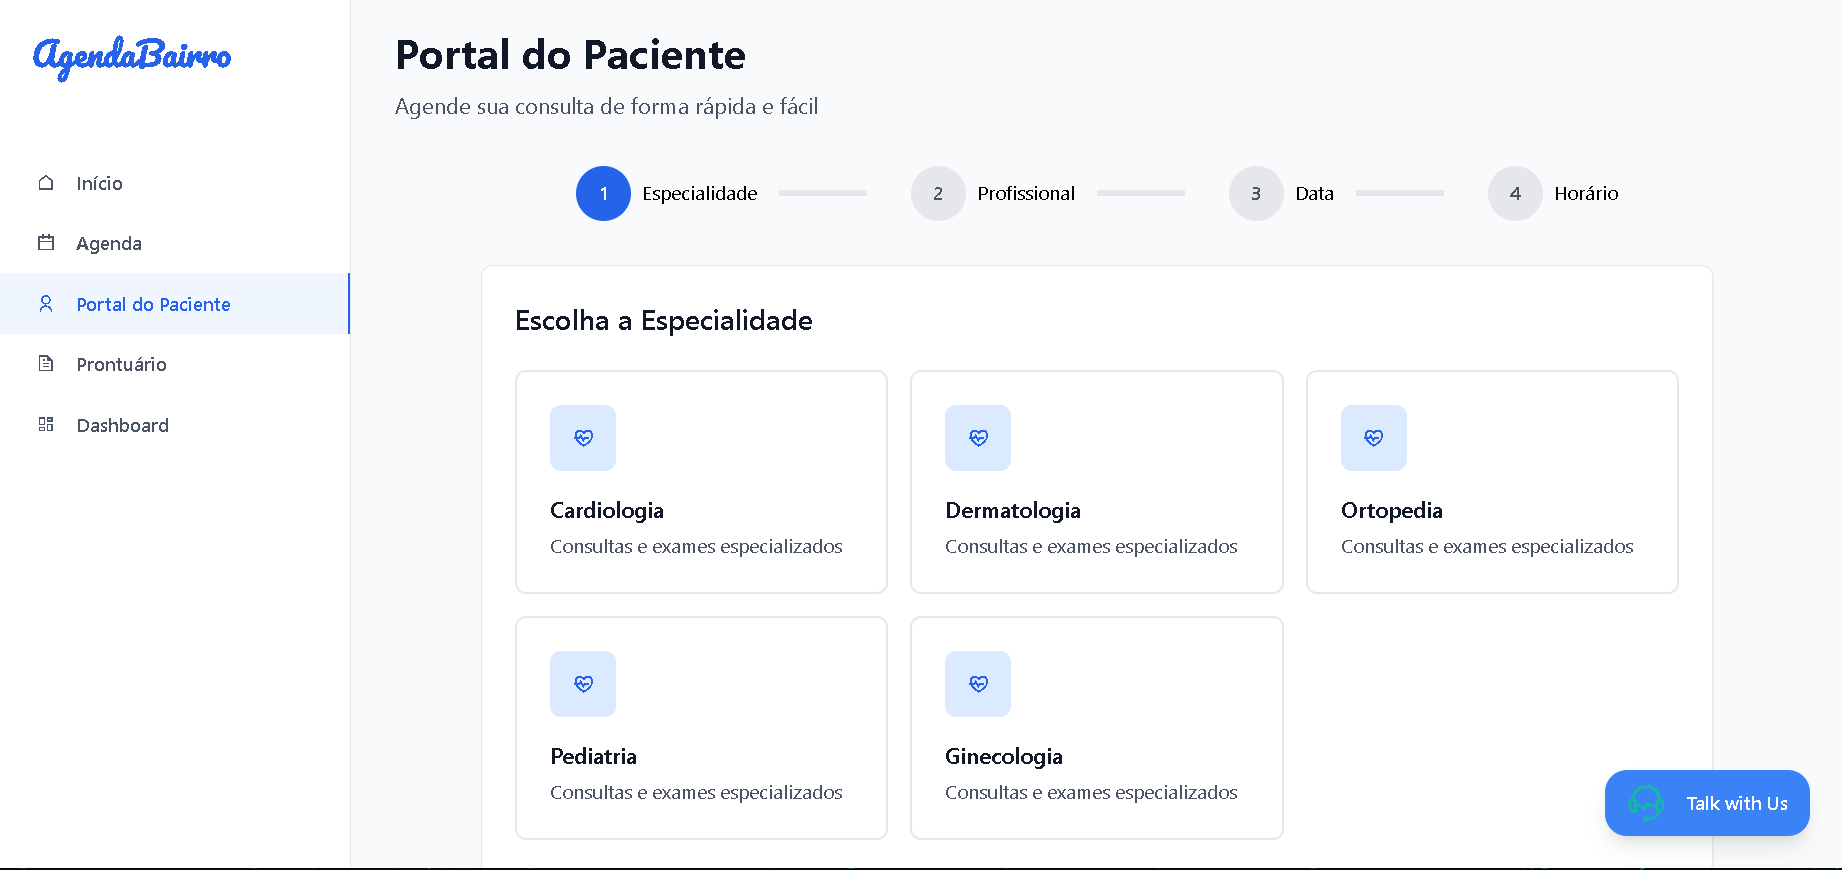 AgendaBairro
Início
Agenda
Portal do Paciente
Prontuário
Dashboard
Portal do Paciente
Agende sua consulta de forma rápida e fácil
1 Especialidade
2 Profissional
3 Data
4 Horário
Escolha a Especialidade
Cardiologia
Consultas e exames especializados
Dermatologia
Consultas e exames especializados
Ortopedia
Consultas e exames especializados
Pediatria
Consultas e exames especializados
Ginecologia
Consultas e exames especializados
Talk with Us